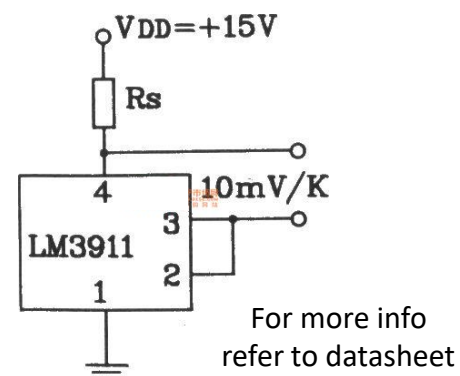 VDD=+15V
Rs
4
10mV/K
3
LM3911
2
1
For more info
refer to datasheet